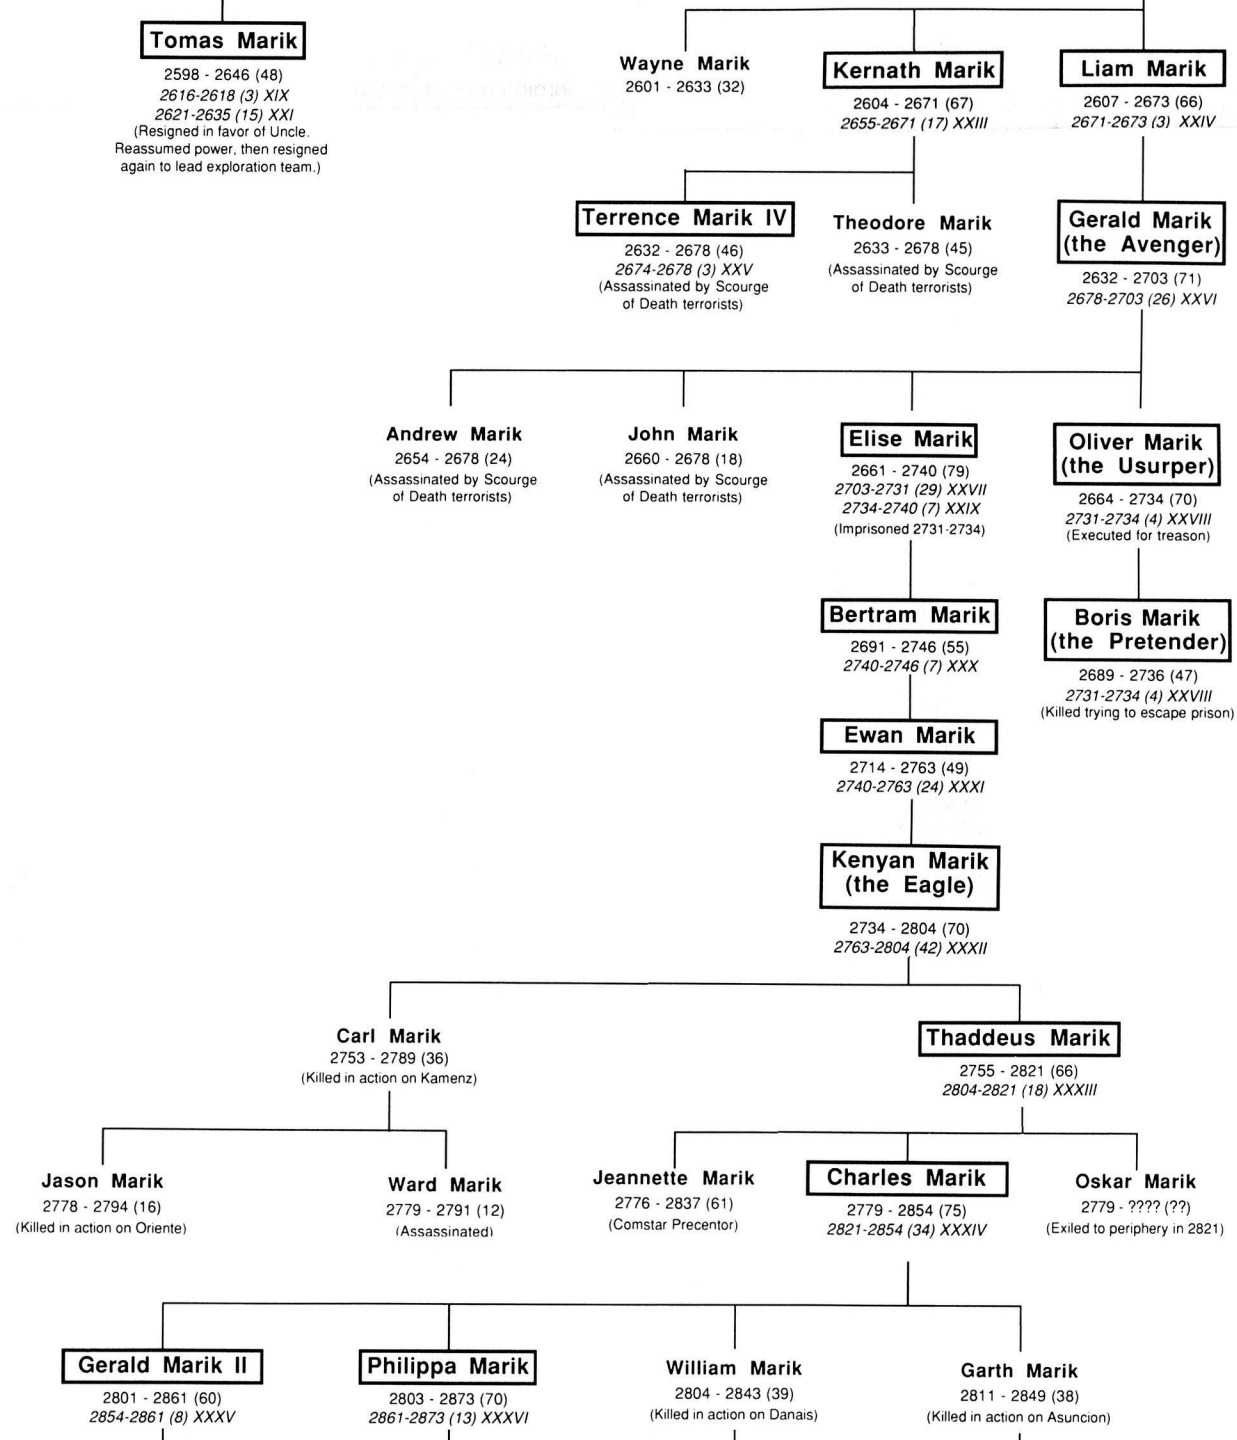 Tomas Marik
2598 - 2646 (48)
2616-2618 (3) XIX
2621-2635 (15) XXI
(Resigned in favor of Uncle.
Reassumed power, then resigned
again to lead exploration team.)
Wayne Marik
2601 - 2633 (32)
Kernath Marik
2604 - 2671 (67)
2655-2671 (17) XXIII
Liam Marik
2607 - 2673 (66)
2671-2673 (3) XXIV
Terrence Marik IV
2632 - 2678 (46)
2674-2678 (3) XXV
(Assassinated by Scourge
of Death terrorists)
Theodore Marik
2633 - 2678 (45)
(Assassinated by Scourge
of Death terrorists)
Gerald Marik
(the Avenger)
2632 - 2703 (71)
2678-2703 (26) XXVI
Andrew Marik
2654 - 2678 (24)
(Assassinated by Scourge
of Death terrorists)
John Marik
2660 - 2678 (18)
(Assassinated by Scourge
of Death terrorists)
Elise Marik
2661 - 2740 (79)
2703-2731 (29) XXVII
2734-2740 (7) XXIX
(Imprisoned 2731-2734)
Oliver Marik
(the Usurper)
2664 - 2734 (70)
2731-2734 (4) XXVIII
(Executed for treason)
Bertram Marik
2691 - 2746 (55)
2740-2746 (7) XXX
Boris Marik
(the Pretender)
2689 - 2736 (47)
2731-2734 (4) XXVIII
(Killed trying to escape prison)
Ewan Marik
2714 - 2763 (49)
2740-2763 (24) XXXI
Kenyan Marik
(the Eagle)
2734 - 2804 (70)
2763-2804 (42) XXXII
Carl Marik
2753 - 2789 (36)
(Killed in action on Kamenz)
Thaddeus Marik
2755 - 2821 (66)
2804-2821 (18) XXXIII
Jason Marik
2778 - 2794 (16)
(Killed in action on Oriente)
Ward Marik
2779 - 2791 (12)
(Assassinated)
Jeannette Marik
2776 - 2837 (61)
(Comstar Precentor)
Charles Marik
2779 - 2854 (75)
2821-2854 (34) XXXIV
Oskar Marik
2779 - ???? (??)
(Exiled to periphery in 2821)
Gerald Marik II
2801 - 2861 (60)
2854-2861 (8) XXXV
Philippa Marik
2803 - 2873 (70)
2861-2873 (13) XXXVI
William Marik
2804 - 2843 (39)
(Killed in action on Danais)
Garth Marik
2811 - 2849 (38)
(Killed in action on Asuncion)